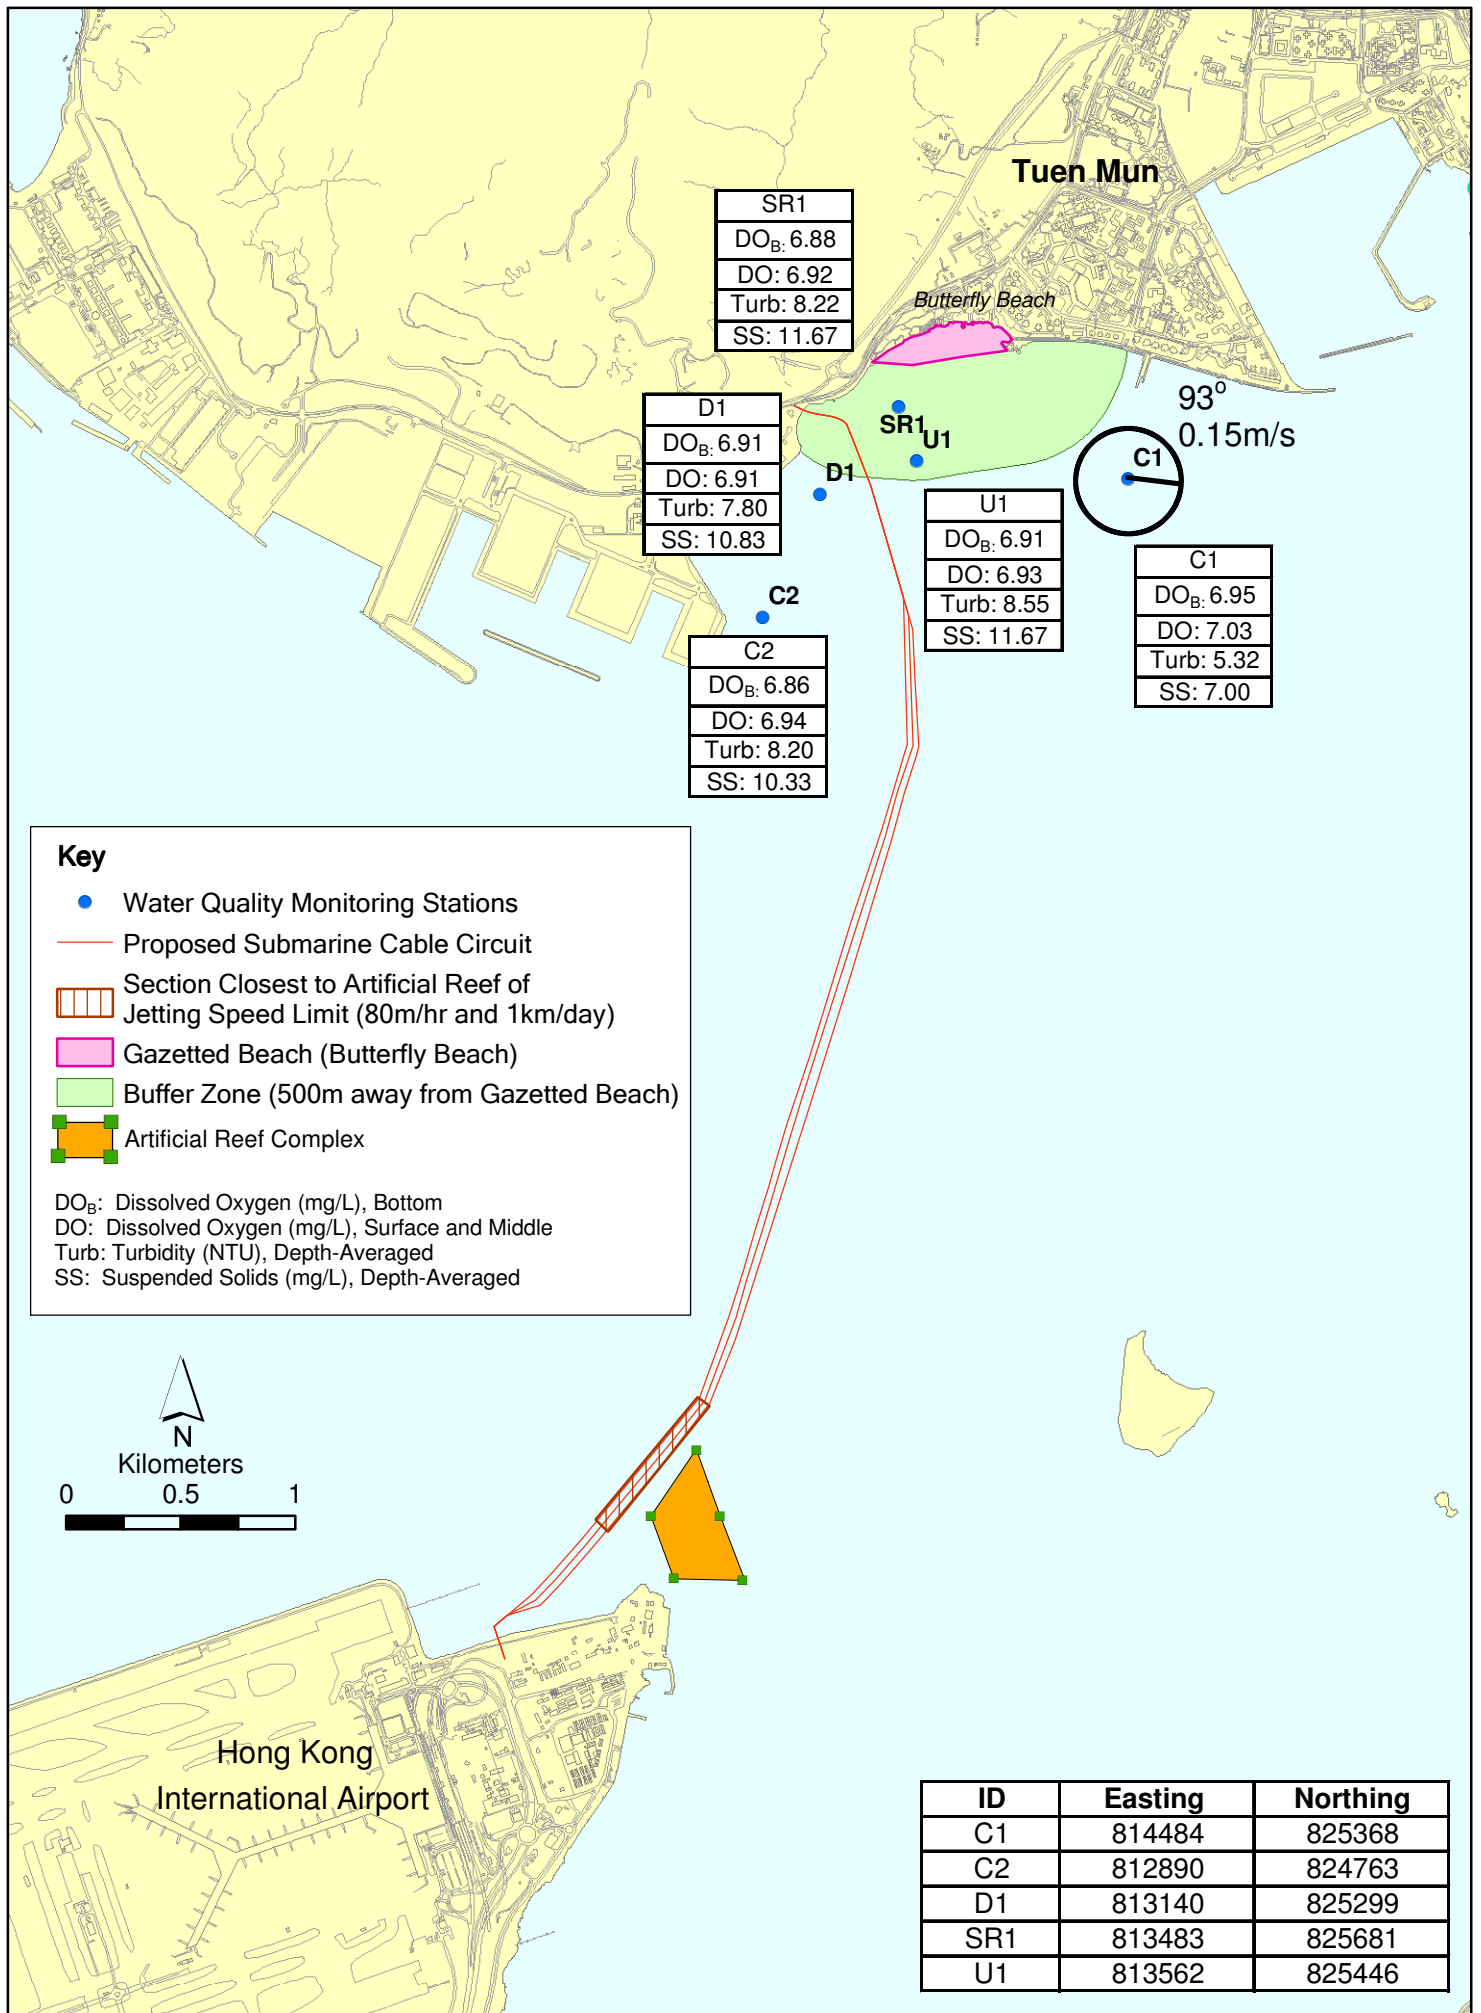 Tuen Mun
SR1
DO_B: 6.88
DO: 6.92
Turb: 8.22
SS: 11.67
Butterfly Beach
D1
DO_B: 6.91
DO: 6.91
Turb: 7.80
SS: 10.83
SR1
U1
D1
93°
0.15m/s
C1
U1
DO_B: 6.91
DO: 6.93
Turb: 8.55
SS: 11.67
C1
DO_B: 6.95
DO: 7.03
Turb: 5.32
SS: 7.00
C2
C2
DO_B: 6.86
DO: 6.94
Turb: 8.20
SS: 10.33
Key
Water Quality Monitoring Stations
Proposed Submarine Cable Circuit
Section Closest to Artificial Reef of
Jetting Speed Limit (80m/hr and 1km/day)
Gazetted Beach (Butterfly Beach)
Buffer Zone (500m away from Gazetted Beach)
Artificial Reef Complex
DO_B: Dissolved Oxygen (mg/L), Bottom
DO: Dissolved Oxygen (mg/L), Surface and Middle
Turb: Turbidity (NTU), Depth-Averaged
SS: Suspended Solids (mg/L), Depth-Averaged
N
Kilometers
0 0.5 1
Hong Kong
International Airport
ID Easting Northing
C1 814484 825368
C2 812890 824763
D1 813140 825299
SR1 813483 825681
U1 813562 825446